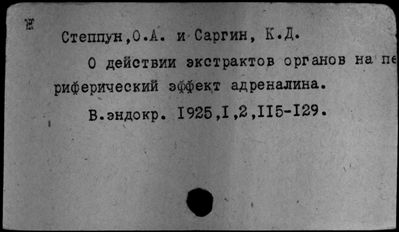 Степпун,О.А. и Саргин, К.Д.
О действии экстрактов органов на пе
риферический эффект адреналина.
В.эндокр. 1925,I,2,115-129.